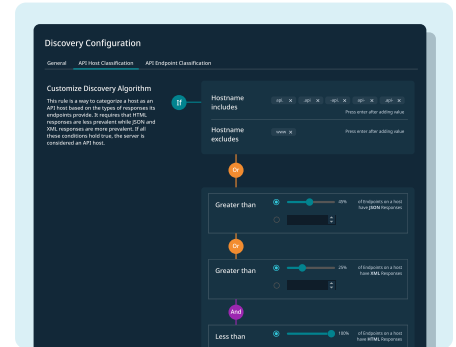 Discovery Configuration
General API Host Classification API Endpoint Classification
Customize Discovery Algorithm
This rule is a way to categorize a host as an
API host based on the types of responses its
endpoints provide. It requires that HTML
responses are less prevalent while JSON and
XML responses are more prevalent. If all
these conditions hold true, the server is
considered an API host.
If
Hostname
includes
Press enter after adding value
Hostname
excludes
www x
Press enter after adding value
Or
Greater than
of Endpoints on a host
have JSON Responses
Or
Greater than
25%
of Endpoints on a host
have XML Responses
And
Less than
100%
of Endpoints on a host
have HTML Responses